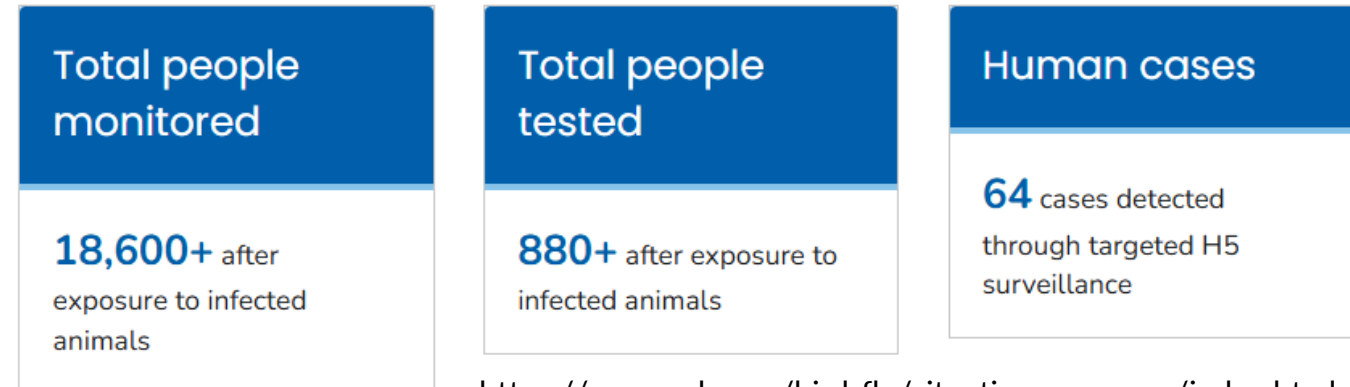 Total people
monitored
18,600+ after
exposure to infected
animals
Total people
tested
880+ after exposure to
infected animals
Human cases
64 cases detected
through targeted H5
surveillance